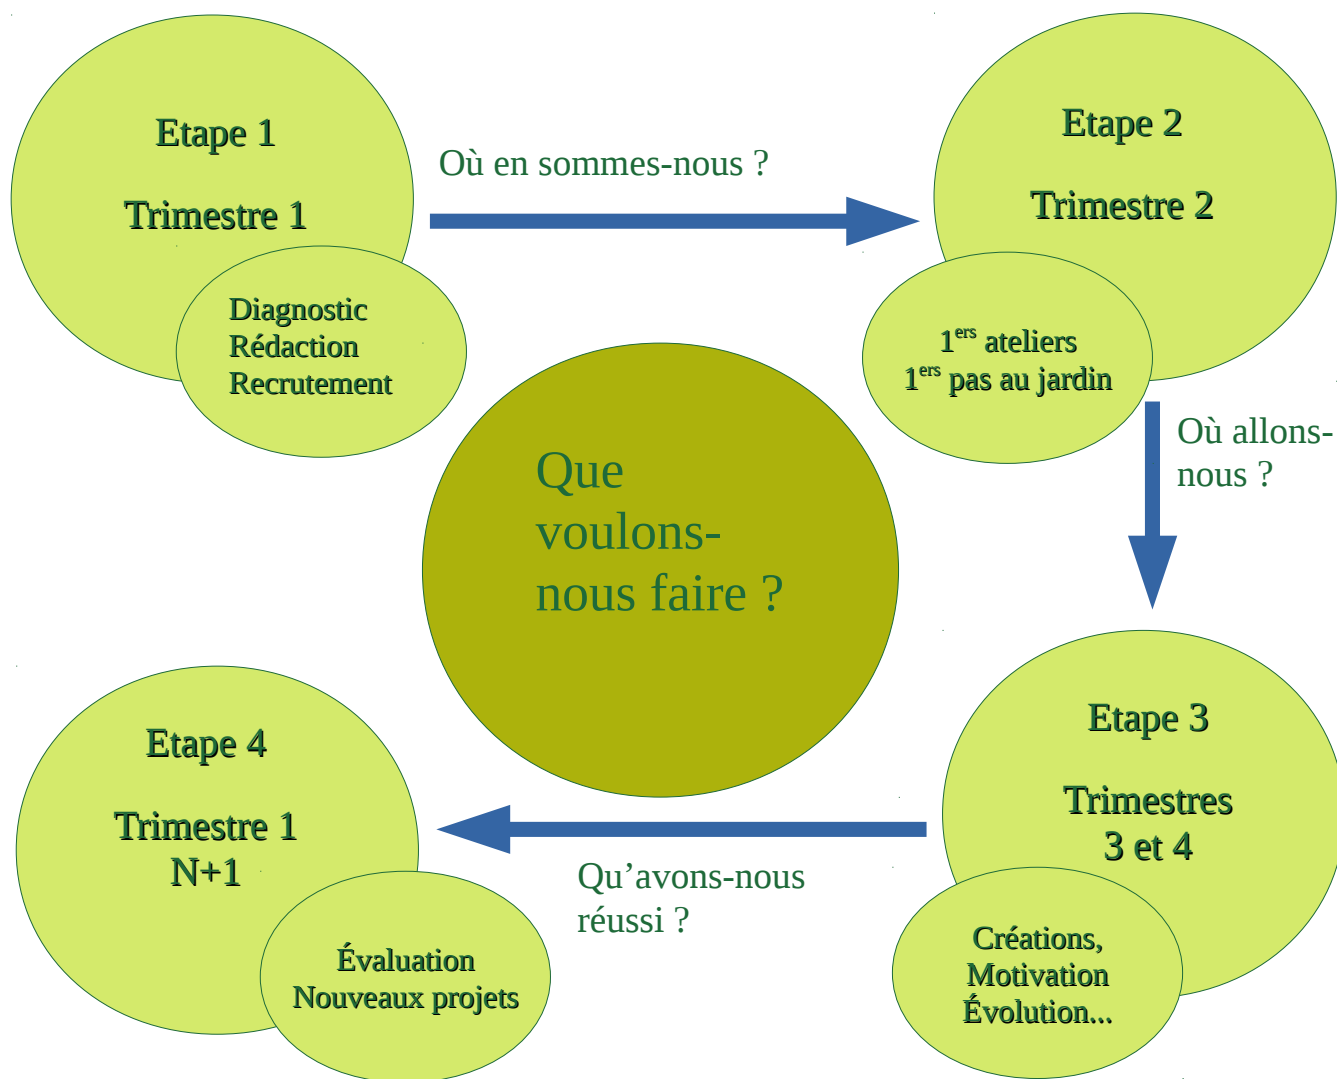 Etape 1
Trimestre 1
Diagnostic
Rédaction
Recrutement
Où en sommes-nous ?
Etape 2
Trimestre 2
1ers ateliers
1ers pas au jardin
Où allons-
nous ?
Que
voulons-
nous faire ?
Etape 3
Trimestres
3 et 4
Créations,
Motivation
Évolution...
Qu’avons-nous
réussi ?
Etape 4
Trimestre 1
N+1
Évaluation
Nouveaux projets